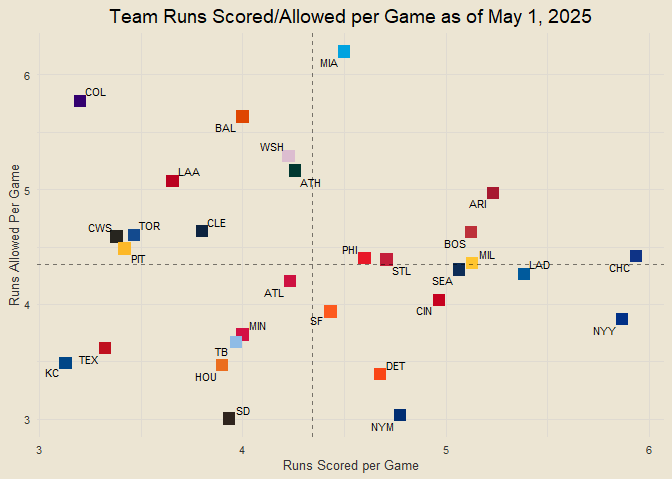 Team Runs Scored/Allowed per Game as of May 1, 2025
MIA
6
COL
BAL
WSH
ATH
LAA
5
ARI
CWS
TOR
CLE
BOS
PIT
PHI
STL
MIL
SEA
LAD
CHC
ATL
4
SF
CIN
NYY
MIN
TB
TEX
KC
HOU
DET
SD
NYM
3
3
4
5
6
Runs Allowed Per Game
Runs Scored per Game